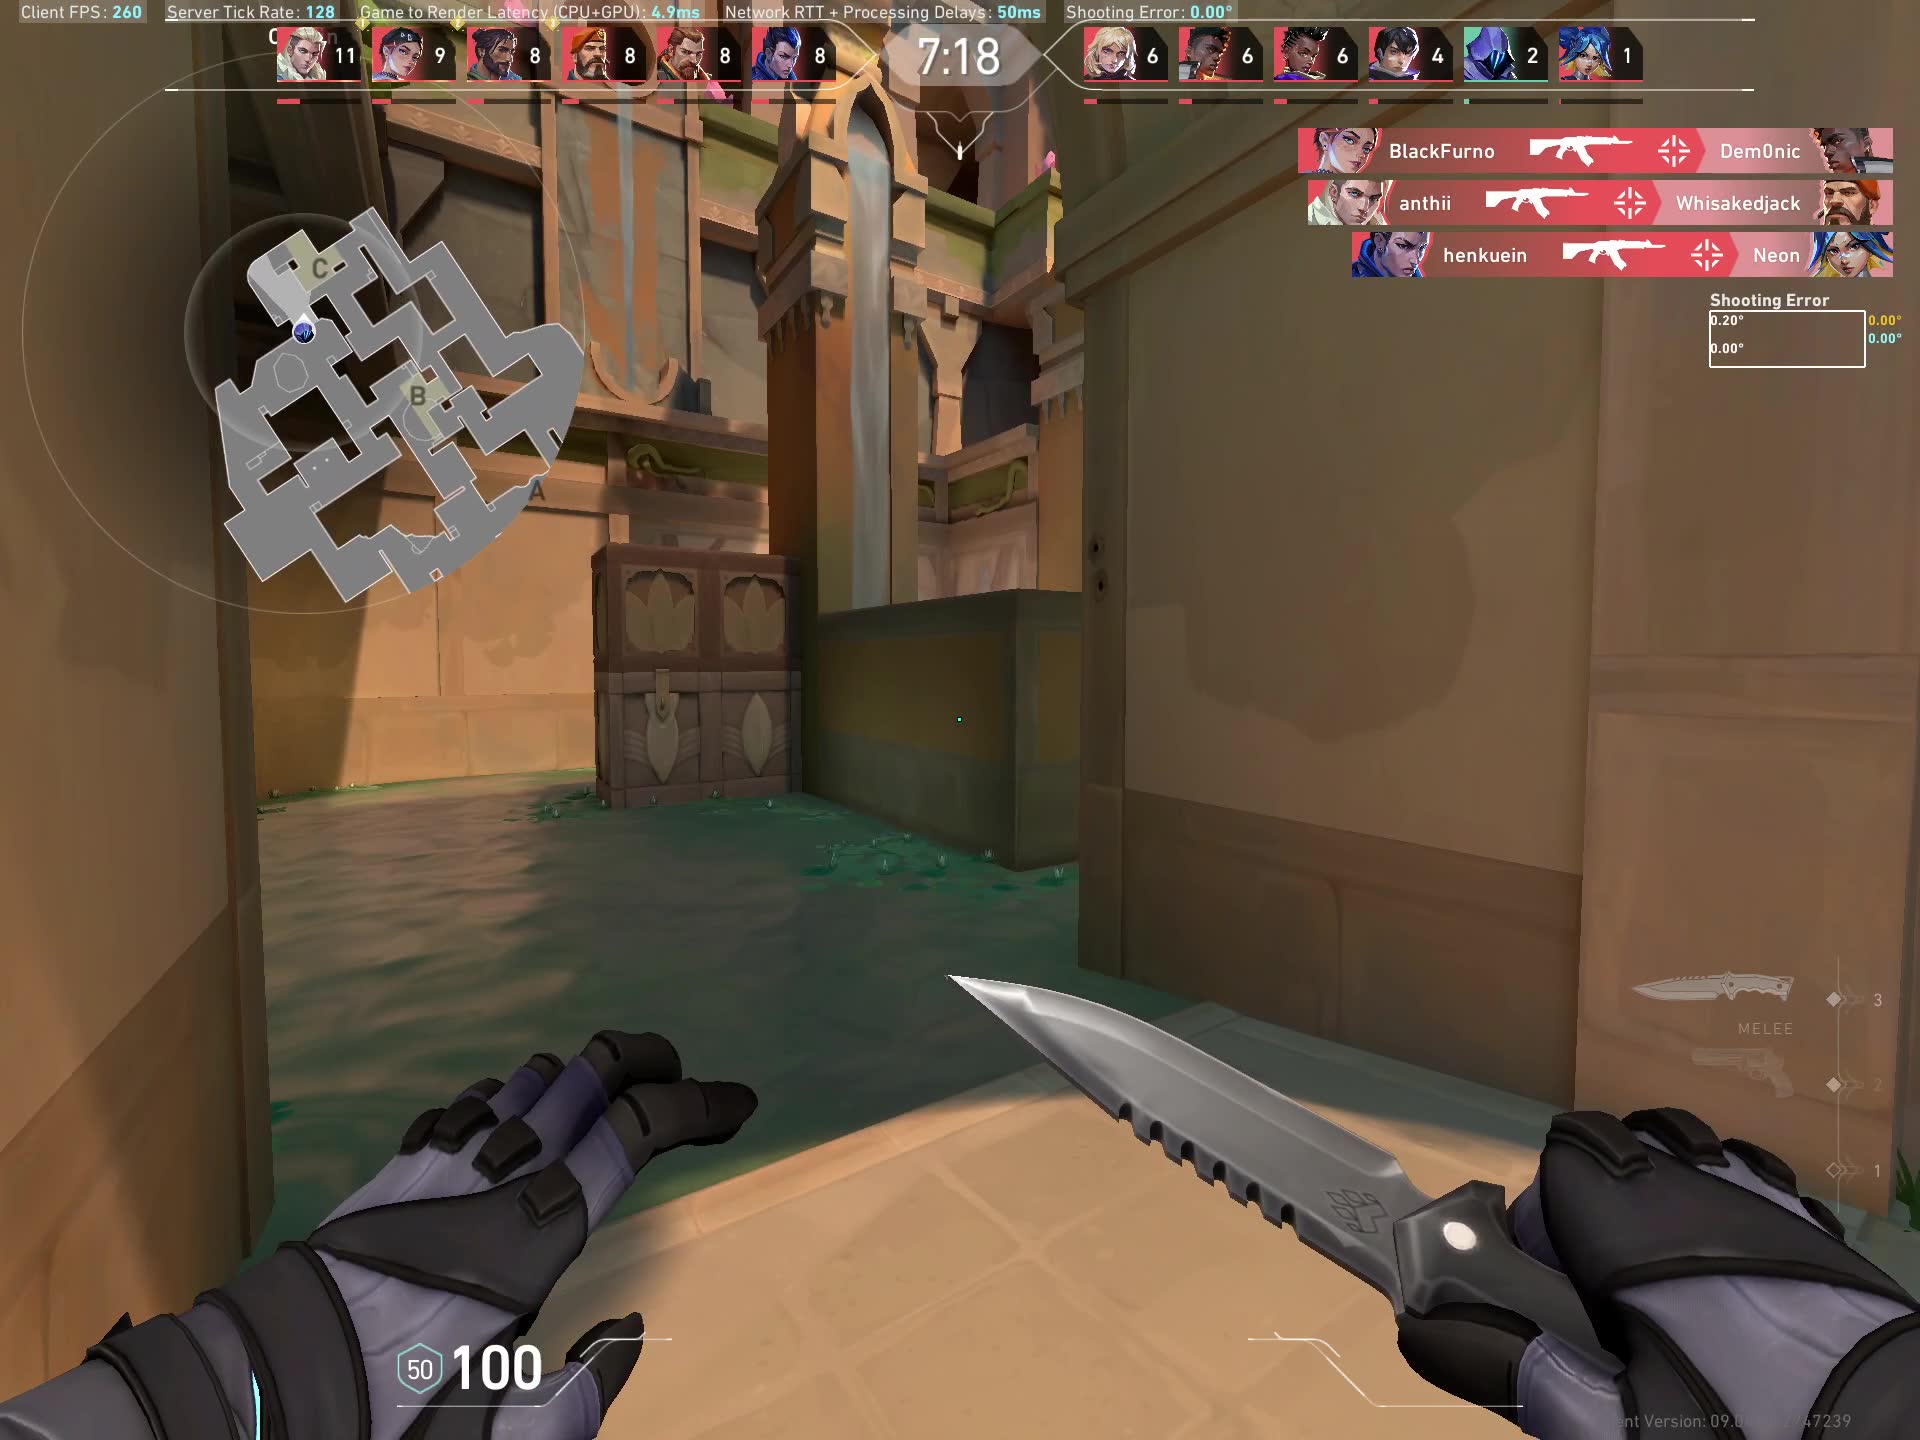 Client FPS: 260 Server Tick Rate: 128 Game to Render Latency (CPU+GPU): 4.9ms Network RTT + Processing Delays: 50ms Shooting Error: 0.00°
11 9 8 8 8 8 7:18 6 6 6 4 2 1
BlackFurno Dem0nic
anthii Whisakedjack
henkuein Neon
Shooting Error
0.20° 0.00°
0.00°
0.00°
C
B
A
3
MELEE
2
1
50 100
Version: 09.0